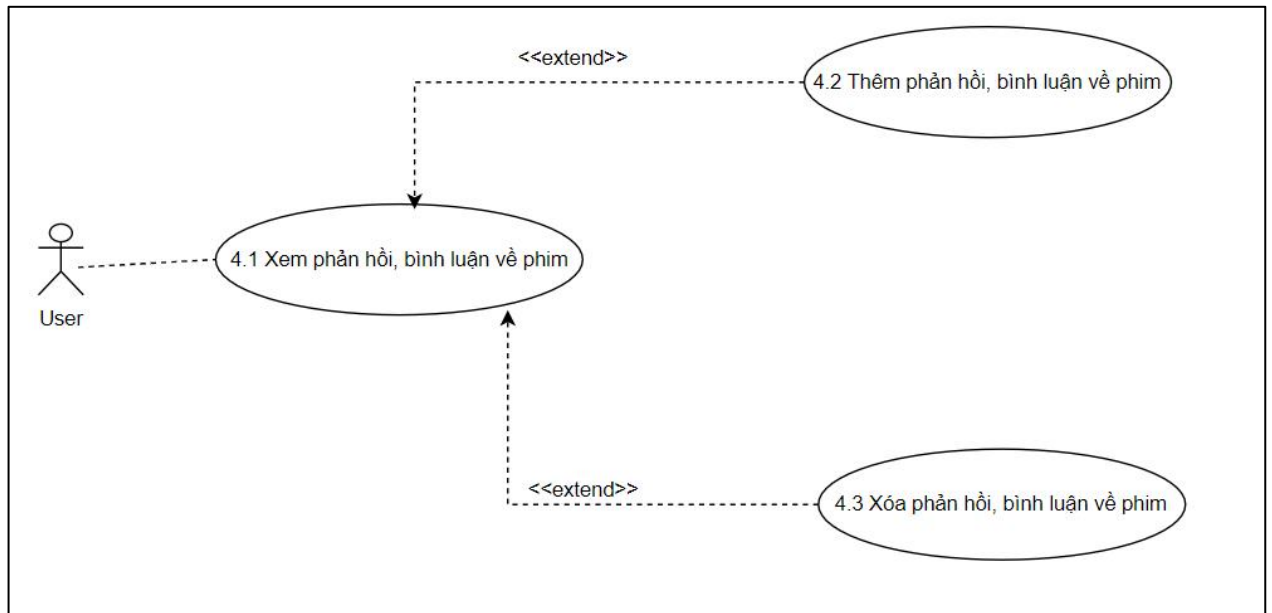 <<extend>>
4.2 Thêm phản hồi, bình luận về phim
4.1 Xem phản hồi, bình luận về phim
User
<<extend>>
4.3 Xóa phản hồi, bình luận về phim